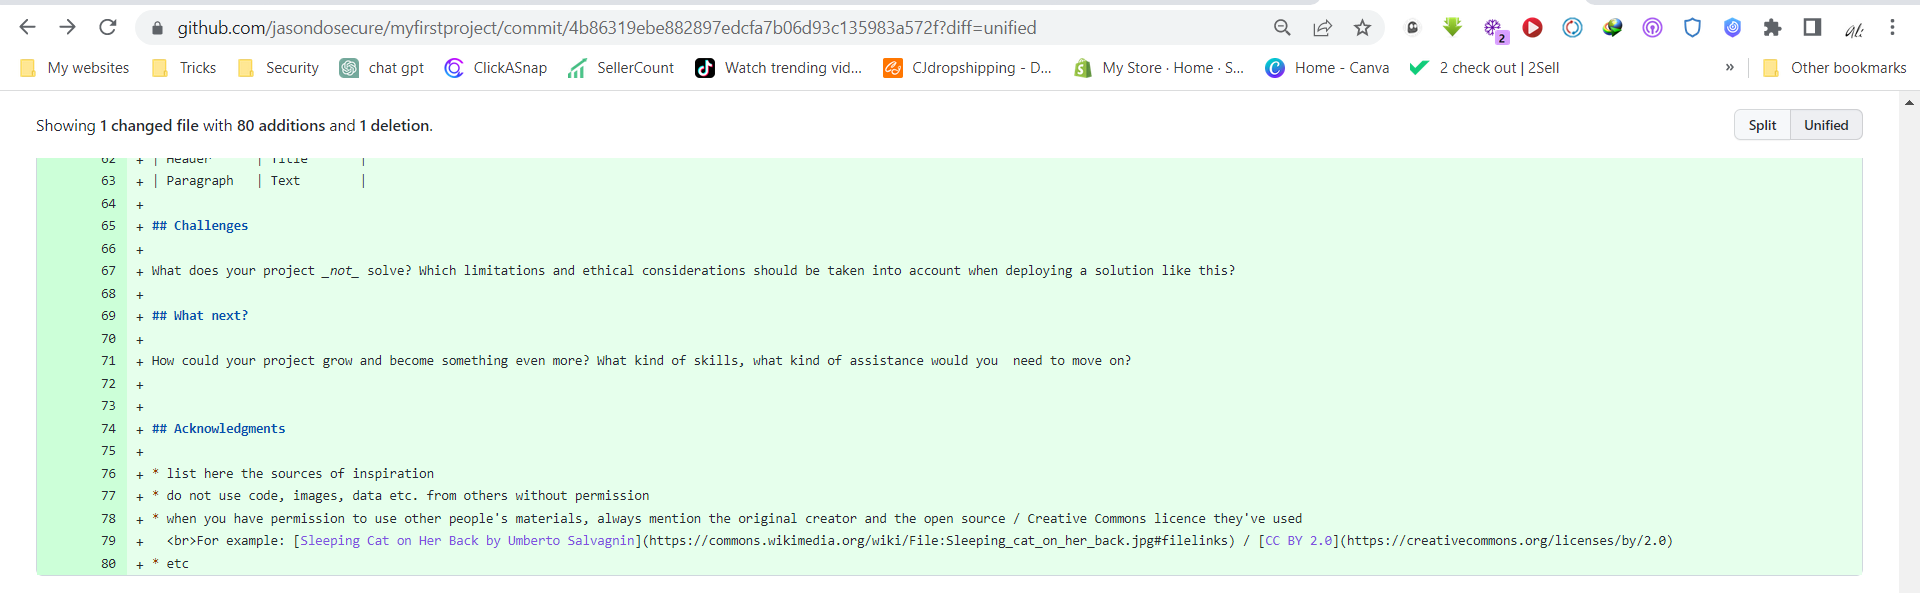 github.com/jasondosecure/myfirstproject/commit/4b86319ebe882897edcfa7b06d93c135983a572f?diff=unified
2
My websites Tricks Security chat gpt ClickASnap SellerCount Watch trending vid... CJdropshipping - D... My Store · Home · S... Home - Canva 2 check out | 2Sell » Other bookmarks
Showing 1 changed file with 80 additions and 1 deletion.
Split Unified
62 + | Header | Title |
63 + | Paragraph | Text |
64 +
65 + ## Challenges
66 +
67 + What does your project _not_ solve? Which limitations and ethical considerations should be taken into account when deploying a solution like this?
68 +
69 + ## What next?
70 +
71 + How could your project grow and become something even more? What kind of skills, what kind of assistance would you  need to move on?
72 +
73 +
74 + ## Acknowledgments
75 +
76 + * list here the sources of inspiration
77 + * do not use code, images, data etc. from others without permission
78 + * when you have permission to use other people's materials, always mention the original creator and the open source / Creative Commons licence they've used
79 + <br>For example: [Sleeping Cat on Her Back by Umberto Salvagnin](https://commons.wikimedia.org/wiki/File:Sleeping_cat_on_her_back.jpg#filelinks) / [CC BY 2.0](https://creativecommons.org/licenses/by/2.0)
80 + * etc